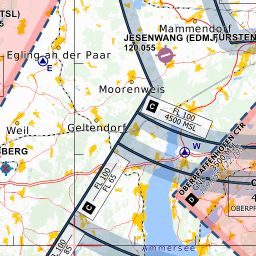 TSL)
Mammendorf
JESENWANG (EDMJ
FÜRSTEN
120.055
Egling an der Paar
E
Moorenweis
C
FL 100
4500 MSL
Weil
Geltendorf
W
BERG
OBERPFAFFENHOFEN CTR
FL 100
FL 65
D
C
C
OBERPF
FL 100
85
Ammersee